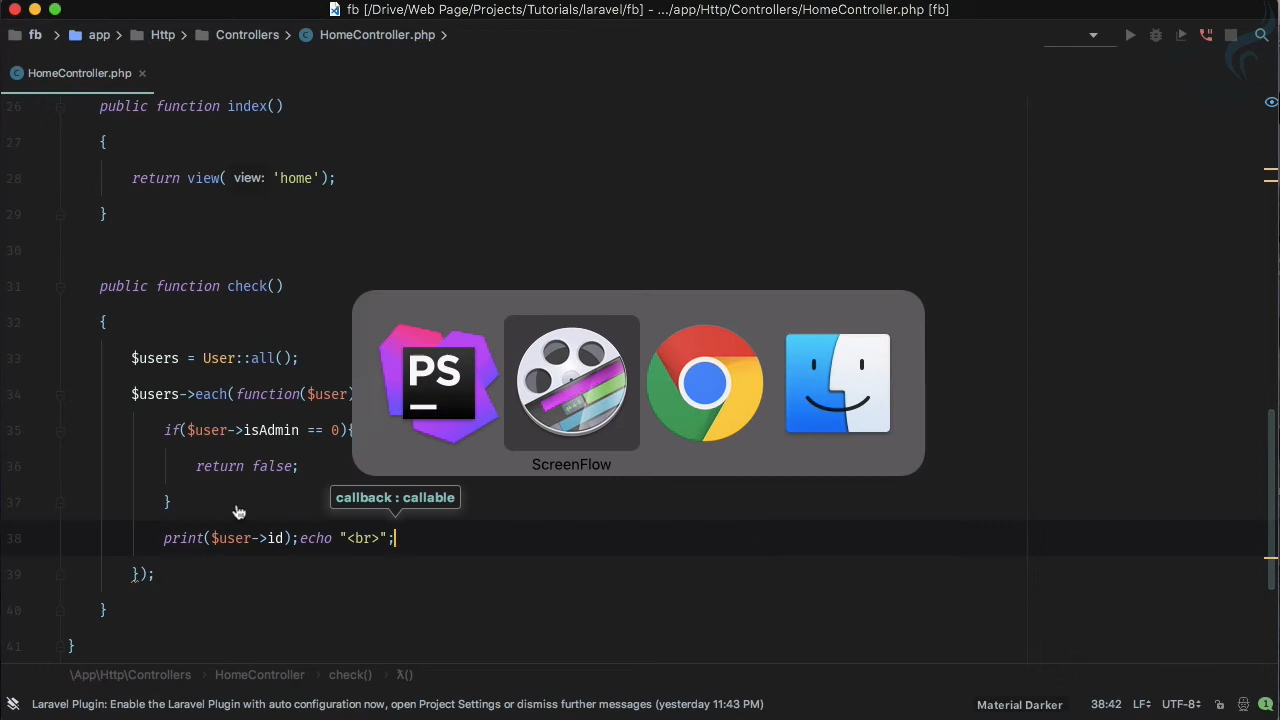 fb [/Drive/Web Page/Projects/Tutorials/laravel/fb] - .../app/Http/Controllers/HomeController.php [fb]
fb > app > Http > Controllers > HomeController.php >
HomeController.php ×
26 public function index()
27 {
28 return view( view: 'home');
29 }
30
31 public function check()
32 {
33 $users = User::all();
34 $users->each(function($user)
35 if($user->isAdmin == 0){
36 return false;
37 }
38 print($user->id);echo "<br>";
39 });
40 }
41 }
callback : callable
PS
ScreenFlow
\App\Http\Controllers > HomeController > check() > λ()
Laravel Plugin: Enable the Laravel Plugin with auto configuration now, open Project Settings or dismiss further messages (yesterday 11:43 PM)
Material Darker 38:42 LF÷ UTF-8÷ 1